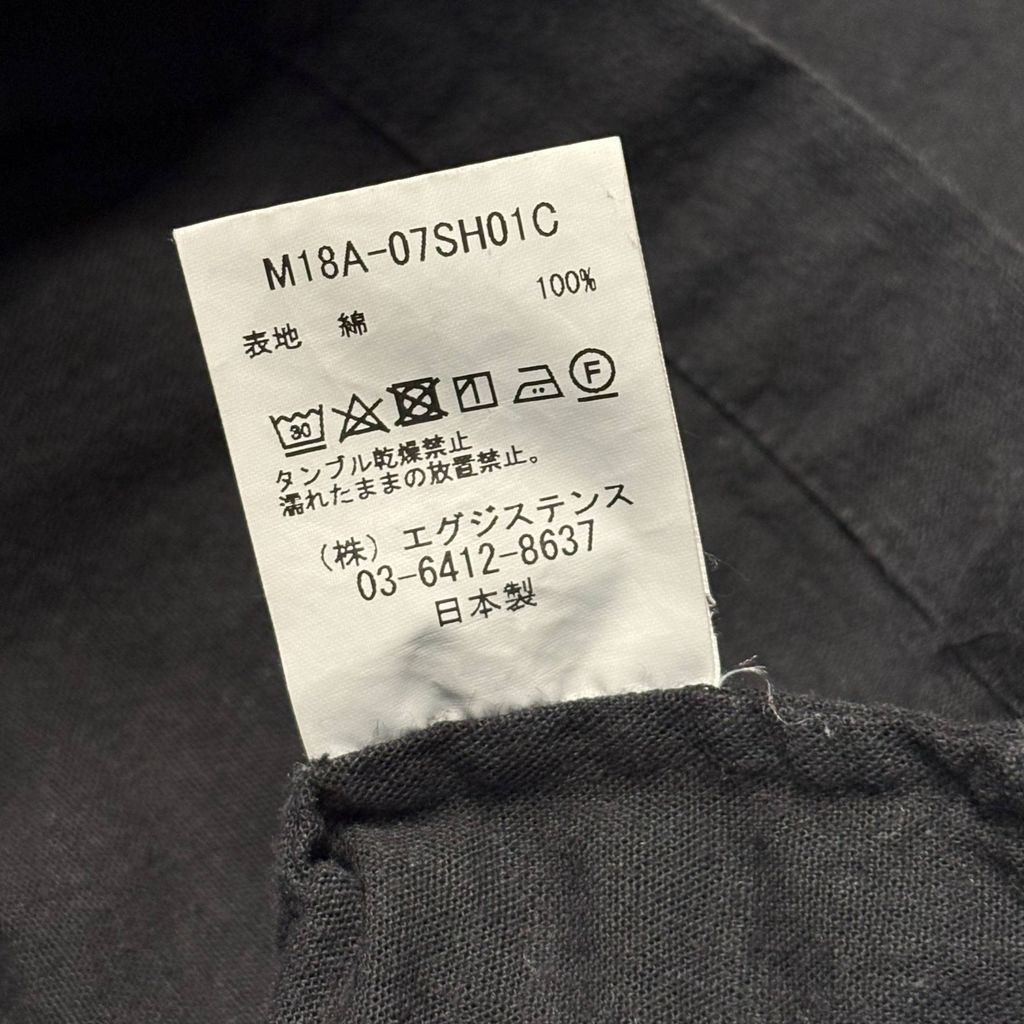 M18A-07SH01C
表地 綿 100%
30 F
タンブル乾燥禁止
濡れたままの放置禁止。
（株）エグジステンス
03-6412-8637
日本製